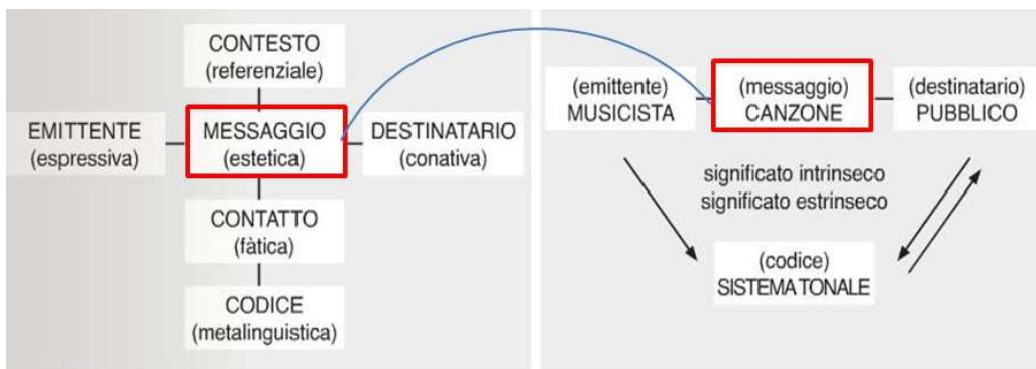 CONTESTO
(referenziale)
EMITTENTE
(espressiva)
MESSAGGIO
(estetica)
DESTINATARIO
(conativa)
CONTATTO
(fàtica)
CODICE
(metalinguistica)
(emittente)
MUSICISTA
(messaggio)
CANZONE
(destinatario)
PUBBLICO
significato intrinseco
significato estrinseco
(codice)
SISTEMA TONALE